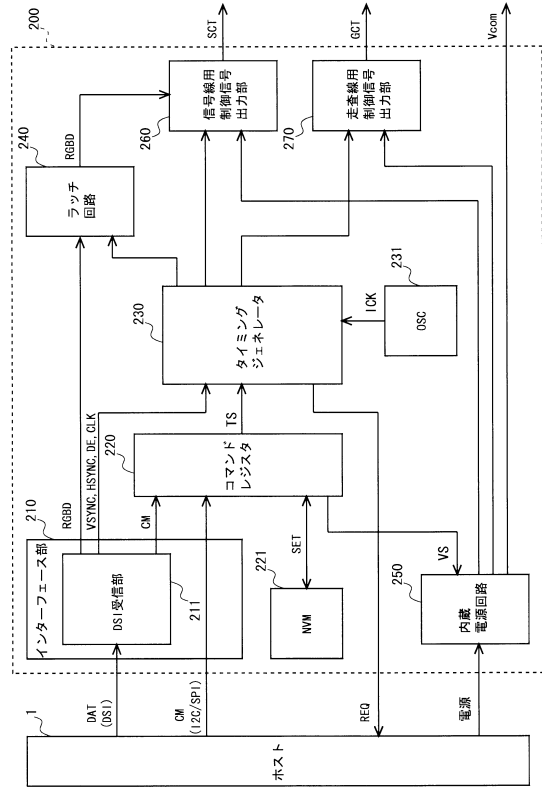 200
SCT
GCT
Vcom
信号線用
制御信号
出力部
260
走査線用
制御信号
出力部
270
RGBD
240
ラッチ
回路
230
タイミング
ジェネレータ
231
ICK
OSC
VSYNC, HSYNC, DE, CLK
RGBD
TS
220
コマンド
レジスタ
CM
210
インターフェース部
DSI受信部
211
SET
221
NVM
VS
250
内蔵
電源回路
1
DAT
(DSI)
CM
(I2C/SPI)
REQ
電源
ホスト